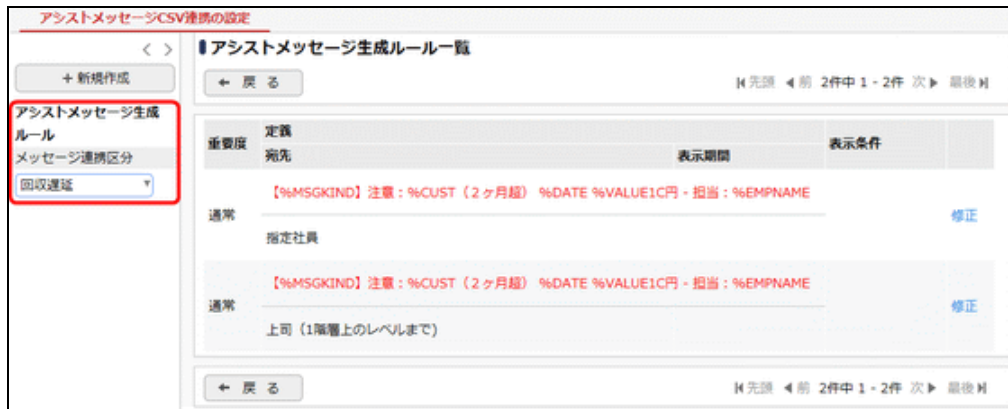 アシストメッセージCSV連携の設定
< >
+ 新規作成
アシストメッセージ生成
ルール
メッセージ連携区分
回収遅延
アシストメッセージ生成ルール一覧
← 戻 る
先頭 前 2件中 1 - 2件 次 最後
重要度
定義
宛先
表示期間
表示条件
【%MSGKIND】注意：%CUST（２ヶ月超） %DATE %VALUE1C円 - 担当：%EMPNAME
通常
指定社員
修正
【%MSGKIND】注意：%CUST（２ヶ月超） %DATE %VALUE1C円 - 担当：%EMPNAME
通常
上司（1階層上のレベルまで）
修正
← 戻 る
先頭 前 2件中 1 - 2件 次 最後